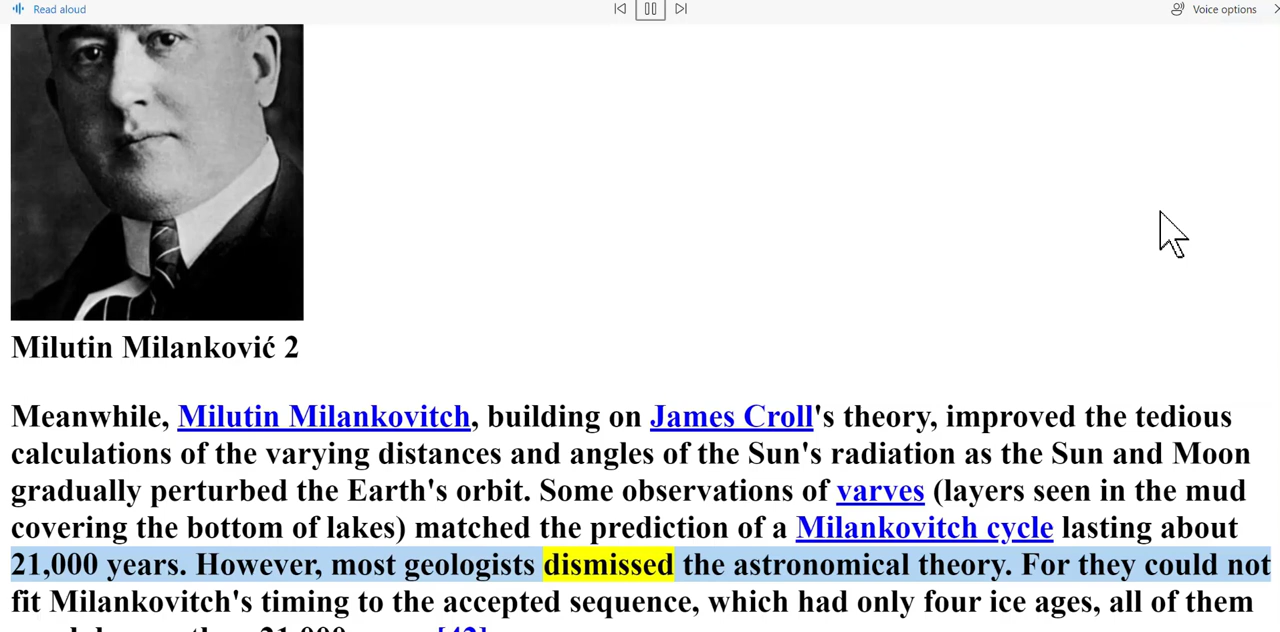 Read aloud
Voice options
Milutin Milanković 2
Meanwhile, Milutin Milankovitch, building on James Croll's theory, improved the tedious
calculations of the varying distances and angles of the Sun's radiation as the Sun and Moon
gradually perturbed the Earth's orbit. Some observations of varves (layers seen in the mud
covering the bottom of lakes) matched the prediction of a Milankovitch cycle lasting about
21,000 years. However, most geologists dismissed the astronomical theory. For they could not
fit Milankovitch's timing to the accepted sequence, which had only four ice ages, all of them
21,000 [42]